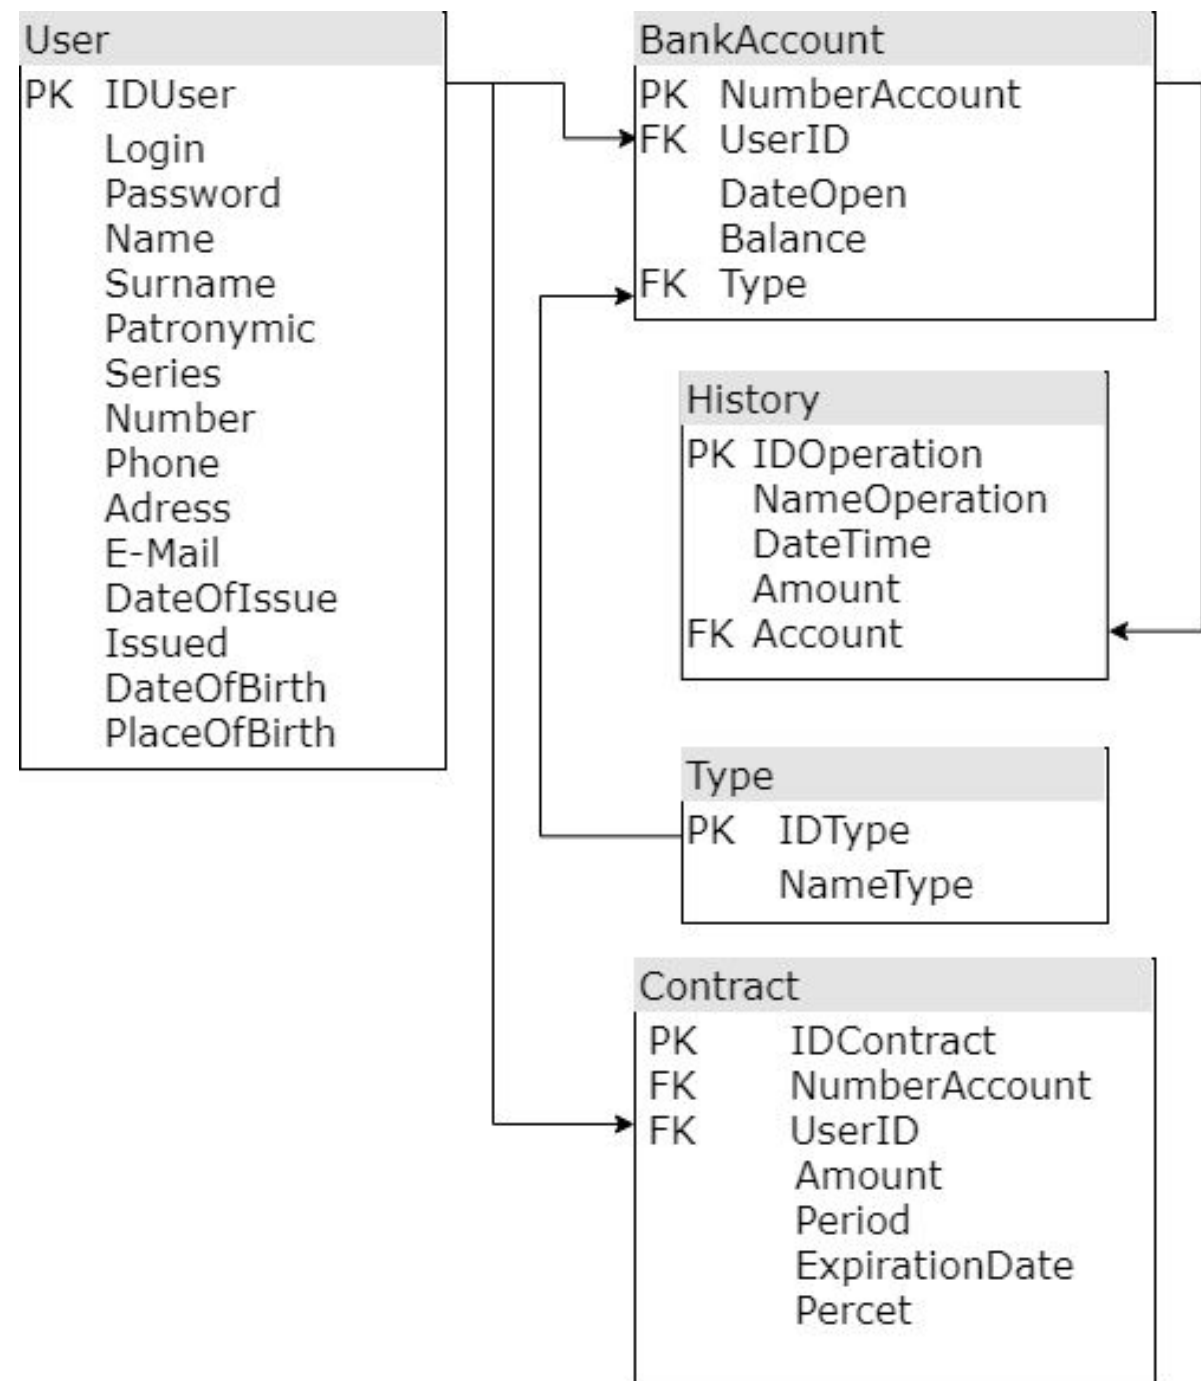 User
PK IDUser
Login
Password
Name
Surname
Patronymic
Series
Number
Phone
Adress
E-Mail
DateOfIssue
Issued
DateOfBirth
PlaceOfBirth
BankAccount
PK NumberAccount
FK UserID
DateOpen
Balance
FK Type
History
PK IDOperation
NameOperation
DateTime
Amount
FK Account
Type
PK IDType
NameType
Contract
PK IDContract
FK NumberAccount
FK UserID
Amount
Period
ExpirationDate
Percet